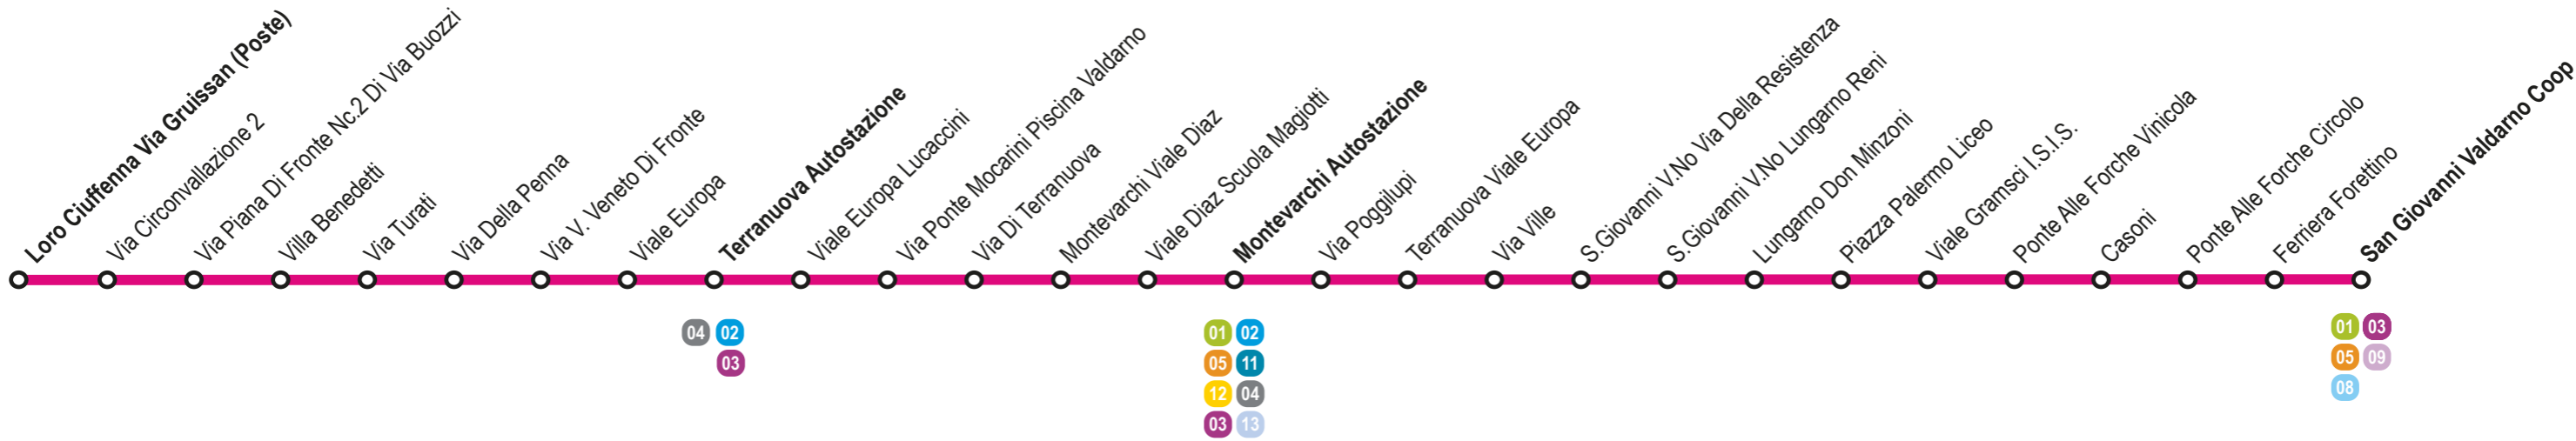 Loro Ciuffenna Via Gruissan (Poste)
Via Circonvallazione 2
Via Piana Di Fronte Nc.2 Di Via Buozzi
Villa Benedetti
Via Turati
Via Della Penna
Via V. Veneto Di Fronte
Viale Europa
Terranuova Autostazione
Viale Europa Lucaccini
Via Ponte Mocarini Piscina Valdarno
Via Di Terranuova
Montevarchi Viale Diaz
Viale Diaz Scuola Magiotti
Montevarchi Autostazione
Via Poggilupi
Terranuova Viale Europa
Via Ville
S.Giovanni V.No Via Della Resistenza
S.Giovanni V.No Lungarno Reni
Lungarno Don Minzoni
Piazza Palermo Liceo
Viale Gramsci I.S.I.S.
Ponte Alle Forche Vinicola
Casoni
Ponte Alle Forche Circolo
Ferriera Forettino
San Giovanni Valdarno Coop
04 02
03
01 02
05 11
12 04
03 13
01 03
05 09
08